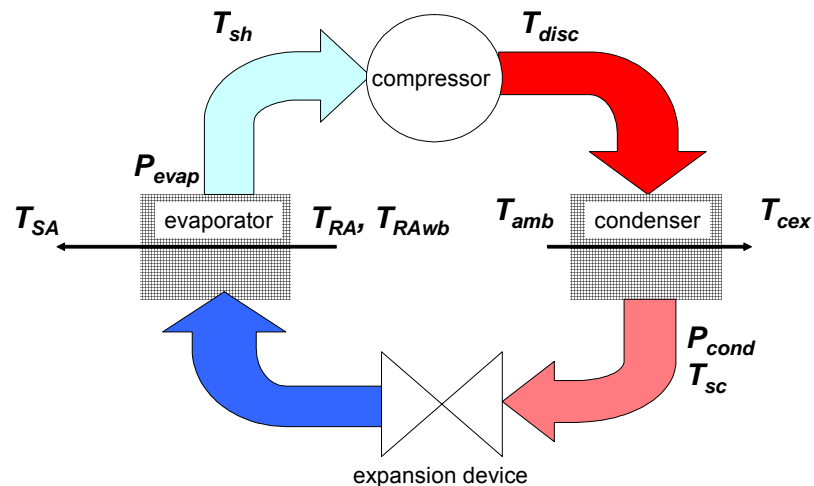 T_sh
T_disc
compressor
P_evap
T_SA
evaporator
T_RA, T_RAwb
T_amb
condenser
T_cex
P_cond
T_sc
expansion device